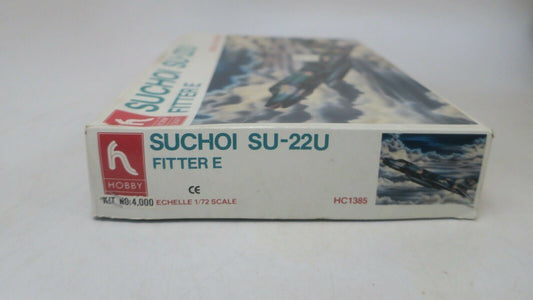 SUCHOI SU-22U
FITTER E
h
HOBBY
SUCHOI SU-22U
FITTER E
CE
ECHELLE 1/72 SCALE
HC1385
KIT NO:4,000